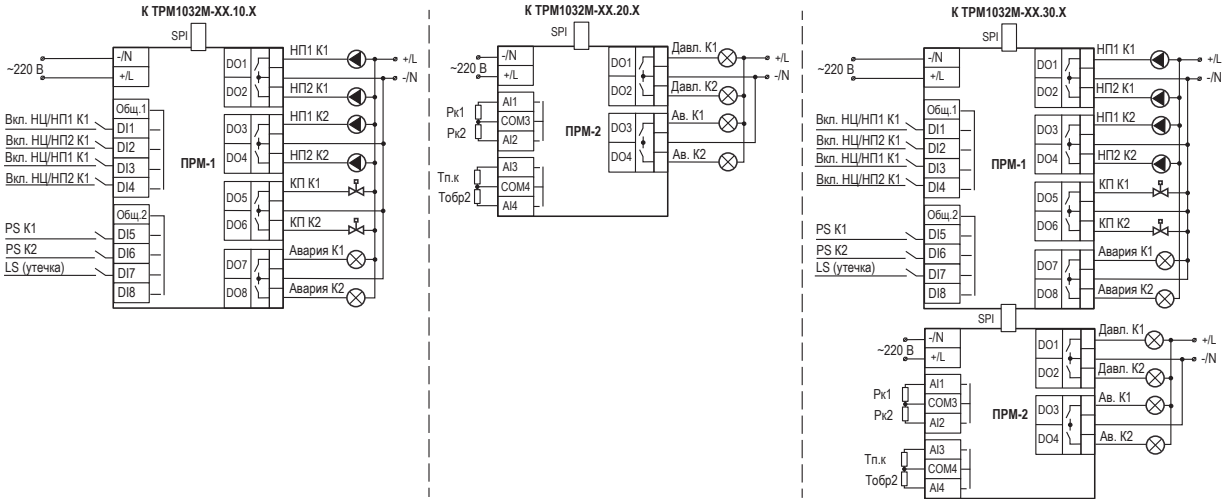 К ТРМ1032М-ХХ.10.Х
SPI
~220 В
-/N
+/L
Общ.1
Вкл. НЦ/НП1 К1
DI1
Вкл. НЦ/НП2 К1
DI2
Вкл. НЦ/НП1 К1
DI3
Вкл. НЦ/НП2 К1
DI4
Общ.2
PS К1
DI5
PS К2
DI6
LS (утечка)
DI7
DI8
ПРМ-1
DO1
DO2
DO3
DO4
DO5
DO6
DO7
DO8
НП1 К1
НП2 К1
НП1 К2
НП2 К2
КП К1
КП К2
Авария К1
Авария К2
+/L
-/N
К ТРМ1032М-ХХ.20.Х
SPI
~220 В
-/N
+/L
Рк1
Рк2
AI1
COM3
AI2
Тп.к
Тобр2
AI3
COM4
AI4
ПРМ-2
DO1
DO2
DO3
DO4
Давл. К1
Давл. К2
Ав. К1
Ав. К2
+/L
-/N
К ТРМ1032М-ХХ.30.Х
SPI
~220 В
-/N
+/L
Общ.1
Вкл. НЦ/НП1 К1
DI1
Вкл. НЦ/НП2 К1
DI2
Вкл. НЦ/НП1 К1
DI3
Вкл. НЦ/НП2 К1
DI4
Общ.2
PS К1
DI5
PS К2
DI6
LS (утечка)
DI7
DI8
ПРМ-1
DO1
DO2
DO3
DO4
DO5
DO6
DO7
DO8
НП1 К1
НП2 К1
НП1 К2
НП2 К2
КП К1
КП К2
Авария К1
Авария К2
+/L
-/N
SPI
~220 В
-/N
+/L
Рк1
Рк2
AI1
COM3
AI2
Тп.к
Тобр2
AI3
COM4
AI4
ПРМ-2
DO1
DO2
DO3
DO4
Давл. К1
Давл. К2
Ав. К1
Ав. К2
+/L
-/N